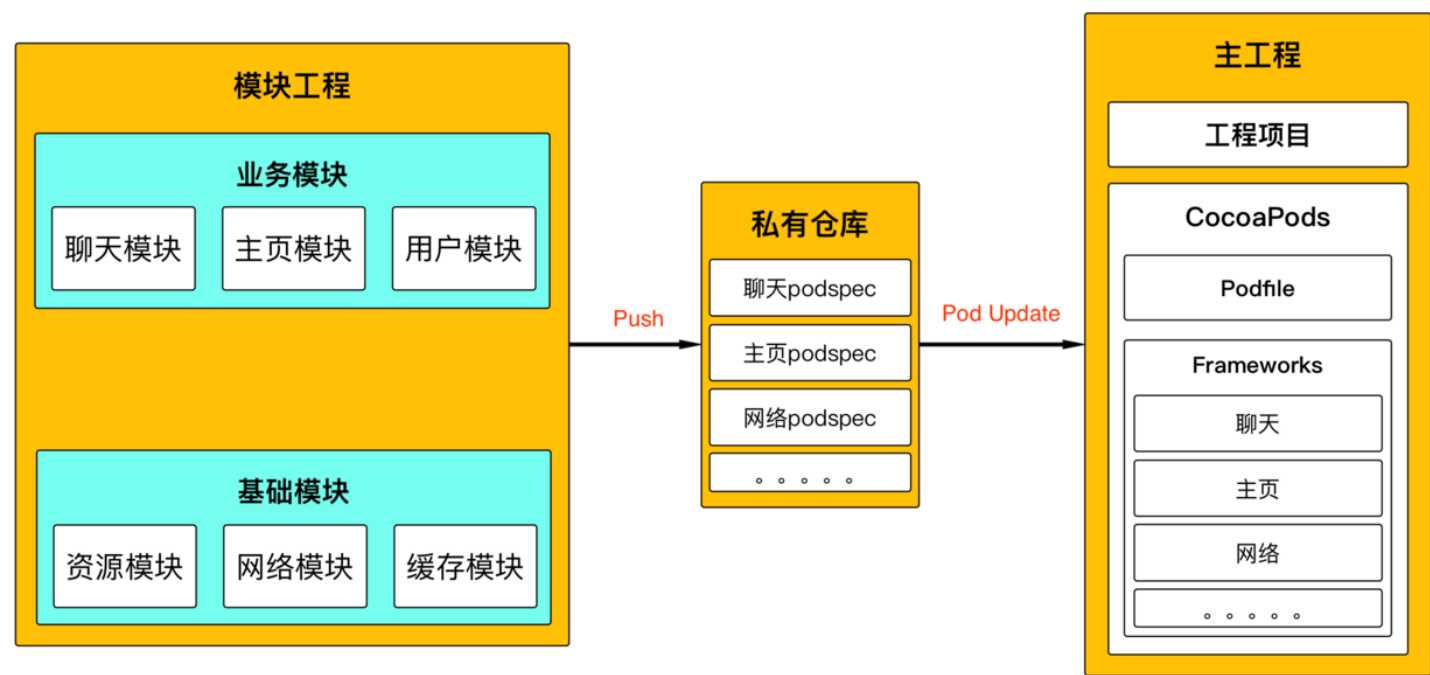 模块工程
业务模块
聊天模块
主页模块
用户模块
基础模块
资源模块
网络模块
缓存模块
Push
私有仓库
聊天podspec
主页podspec
网络podspec
。。。。。
Pod Update
主工程
工程项目
CocoaPods
Podfile
Frameworks
聊天
主页
网络
。。。。。